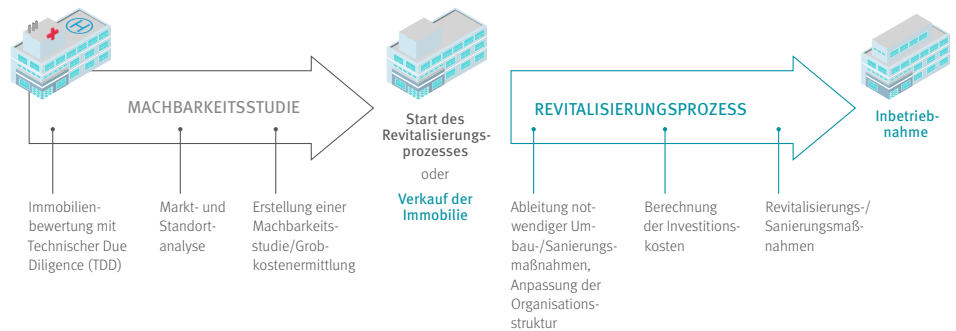 H
MACHBARKEITSSTUDIE
Immobilien-
bewertung mit
Technischer Due
Diligence (TDD)
Markt- und
Standort-
analyse
Erstellung einer
Machbarkeits-
studie/Grob-
kostenermittlung
Start des
Revitalisierungs-
prozesses
oder
Verkauf der
Immobilie
REVITALISIERUNGSPROZESS
Ableitung not-
wendiger Um-
bau-/Sanierungs-
maßnahmen,
Anpassung der
Organisations-
struktur
Berechnung
der Investitions-
kosten
Revitalisierungs-/
Sanierungsmaß-
nahmen
Inbetrieb-
nahme